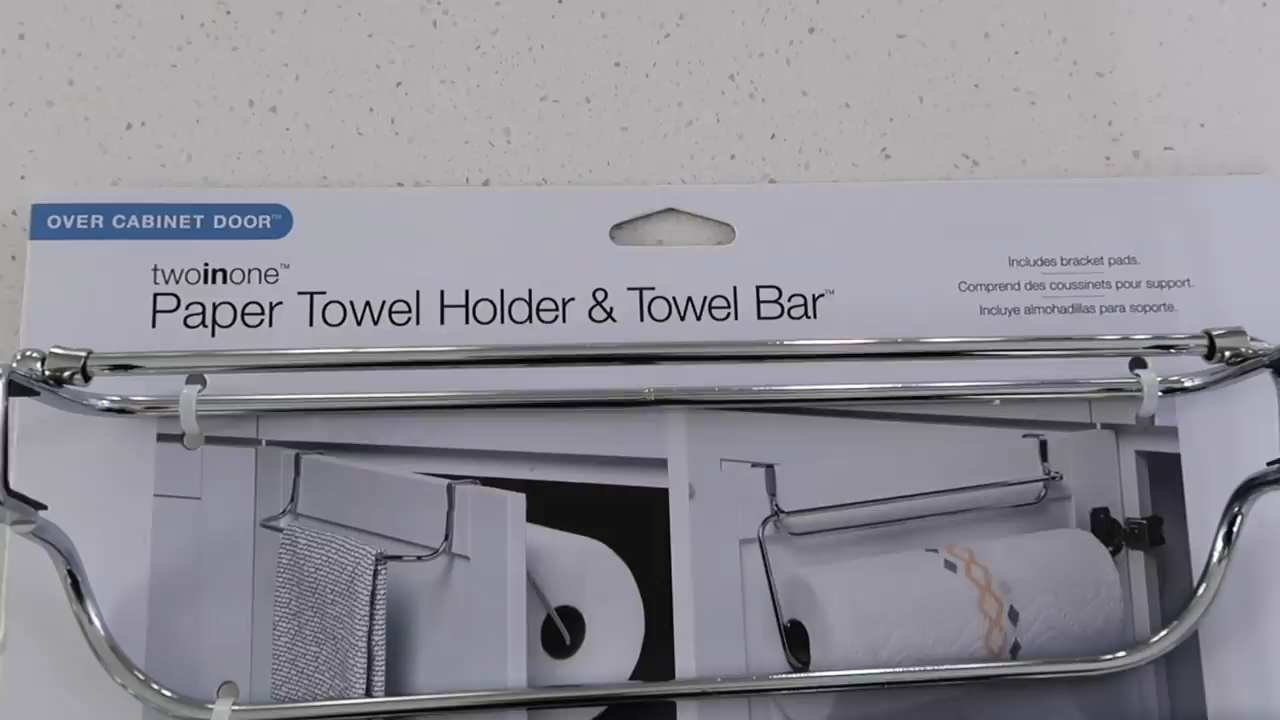 OVER CABINET DOOR™
twoinone™
Paper Towel Holder & Towel Bar™
Includes bracket pads.
Comprend des coussinets pour support.
Incluye almohadillas para soporte.